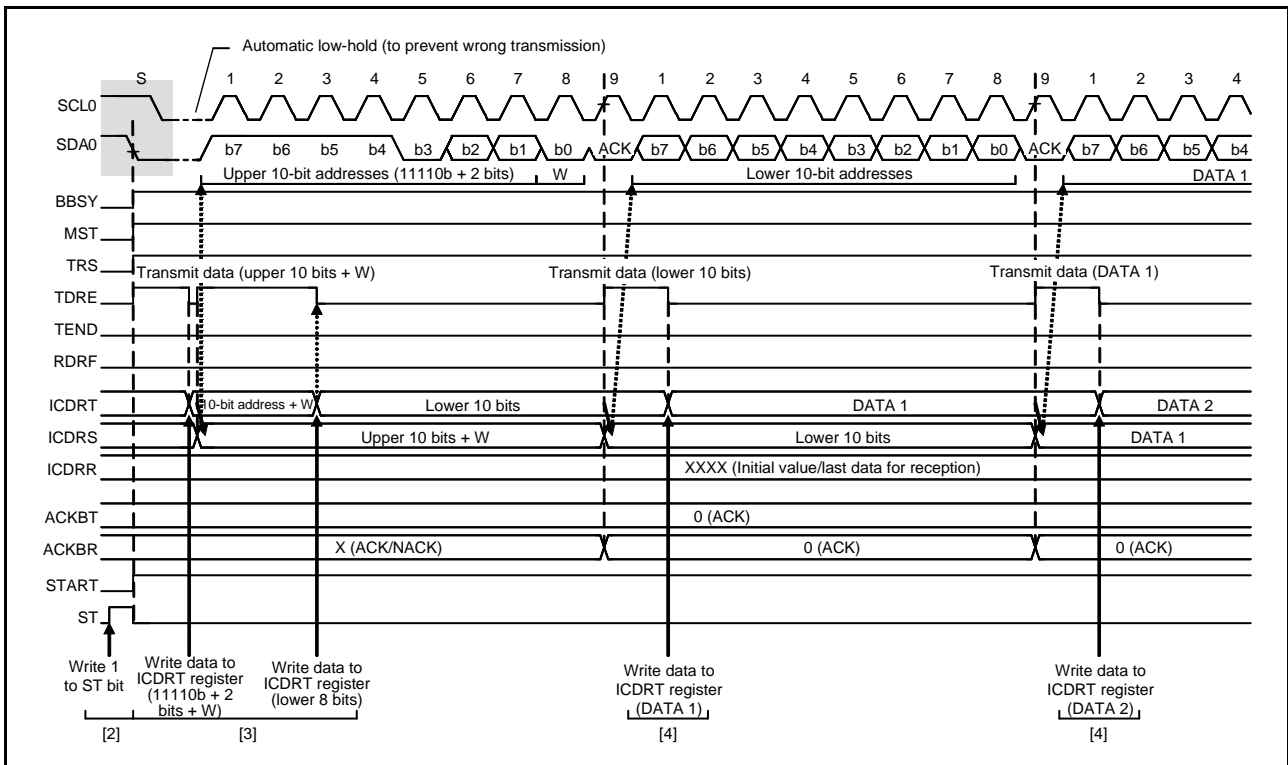 Automatic low-hold (to prevent wrong transmission)
S 1 2 3 4 5 6 7 8 9 1 2 3 4 5 6 7 8 9 1 2 3 4
SCL0
SDA0 b7 b6 b5 b4 b3 b2 b1 b0 ACK b7 b6 b5 b4 b3 b2 b1 b0 ACK b7 b6 b5 b4
Upper 10-bit addresses (11110b + 2 bits) W Lower 10-bit addresses DATA 1
BBSY
MST
TRS
Transmit data (upper 10 bits + W) Transmit data (lower 10 bits) Transmit data (DATA 1)
TDRE
TEND
RDRF
ICDRT 10-bit address + W Lower 10 bits DATA 1 DATA 2
ICDRS Upper 10 bits + W Lower 10 bits DATA 1
ICDRR XXXX (Initial value/last data for reception)
ACKBT 0 (ACK)
ACKBR X (ACK/NACK) 0 (ACK) 0 (ACK)
START
ST
Write 1
to ST bit
Write data to
ICDRT register
(11110b + 2
bits + W)
Write data to
ICDRT register
(lower 8 bits)
Write data to
ICDRT register
(DATA 1)
Write data to
ICDRT register
(DATA 2)
[2] [3] [4] [4]